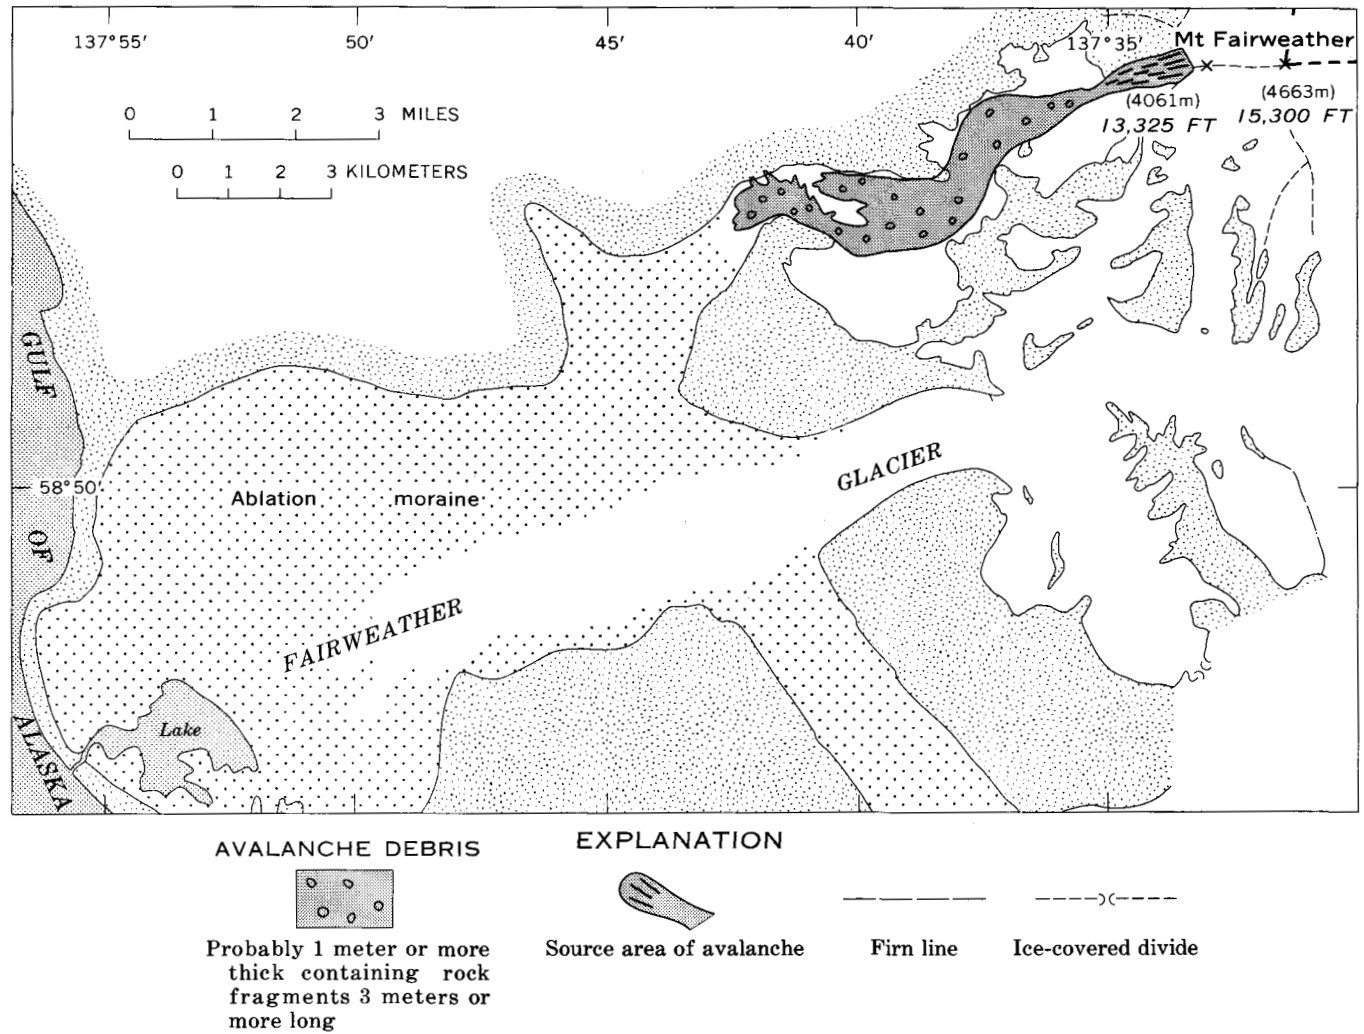 137°55′ 50′ 45′ 40′ 137°35′ Mt Fairweather
(4061m) (4663m)
13,325 FT 15,300 FT
0 1 2 3 MILES
0 1 2 3 KILOMETERS
GULF
OF
ALASKA
58°50′
Ablation moraine
FAIRWEATHER
GLACIER
Lake
EXPLANATION
AVALANCHE DEBRIS
Probably 1 meter or more
thick containing rock
fragments 3 meters or
more long
Source area of avalanche
Firn line
Ice-covered divide